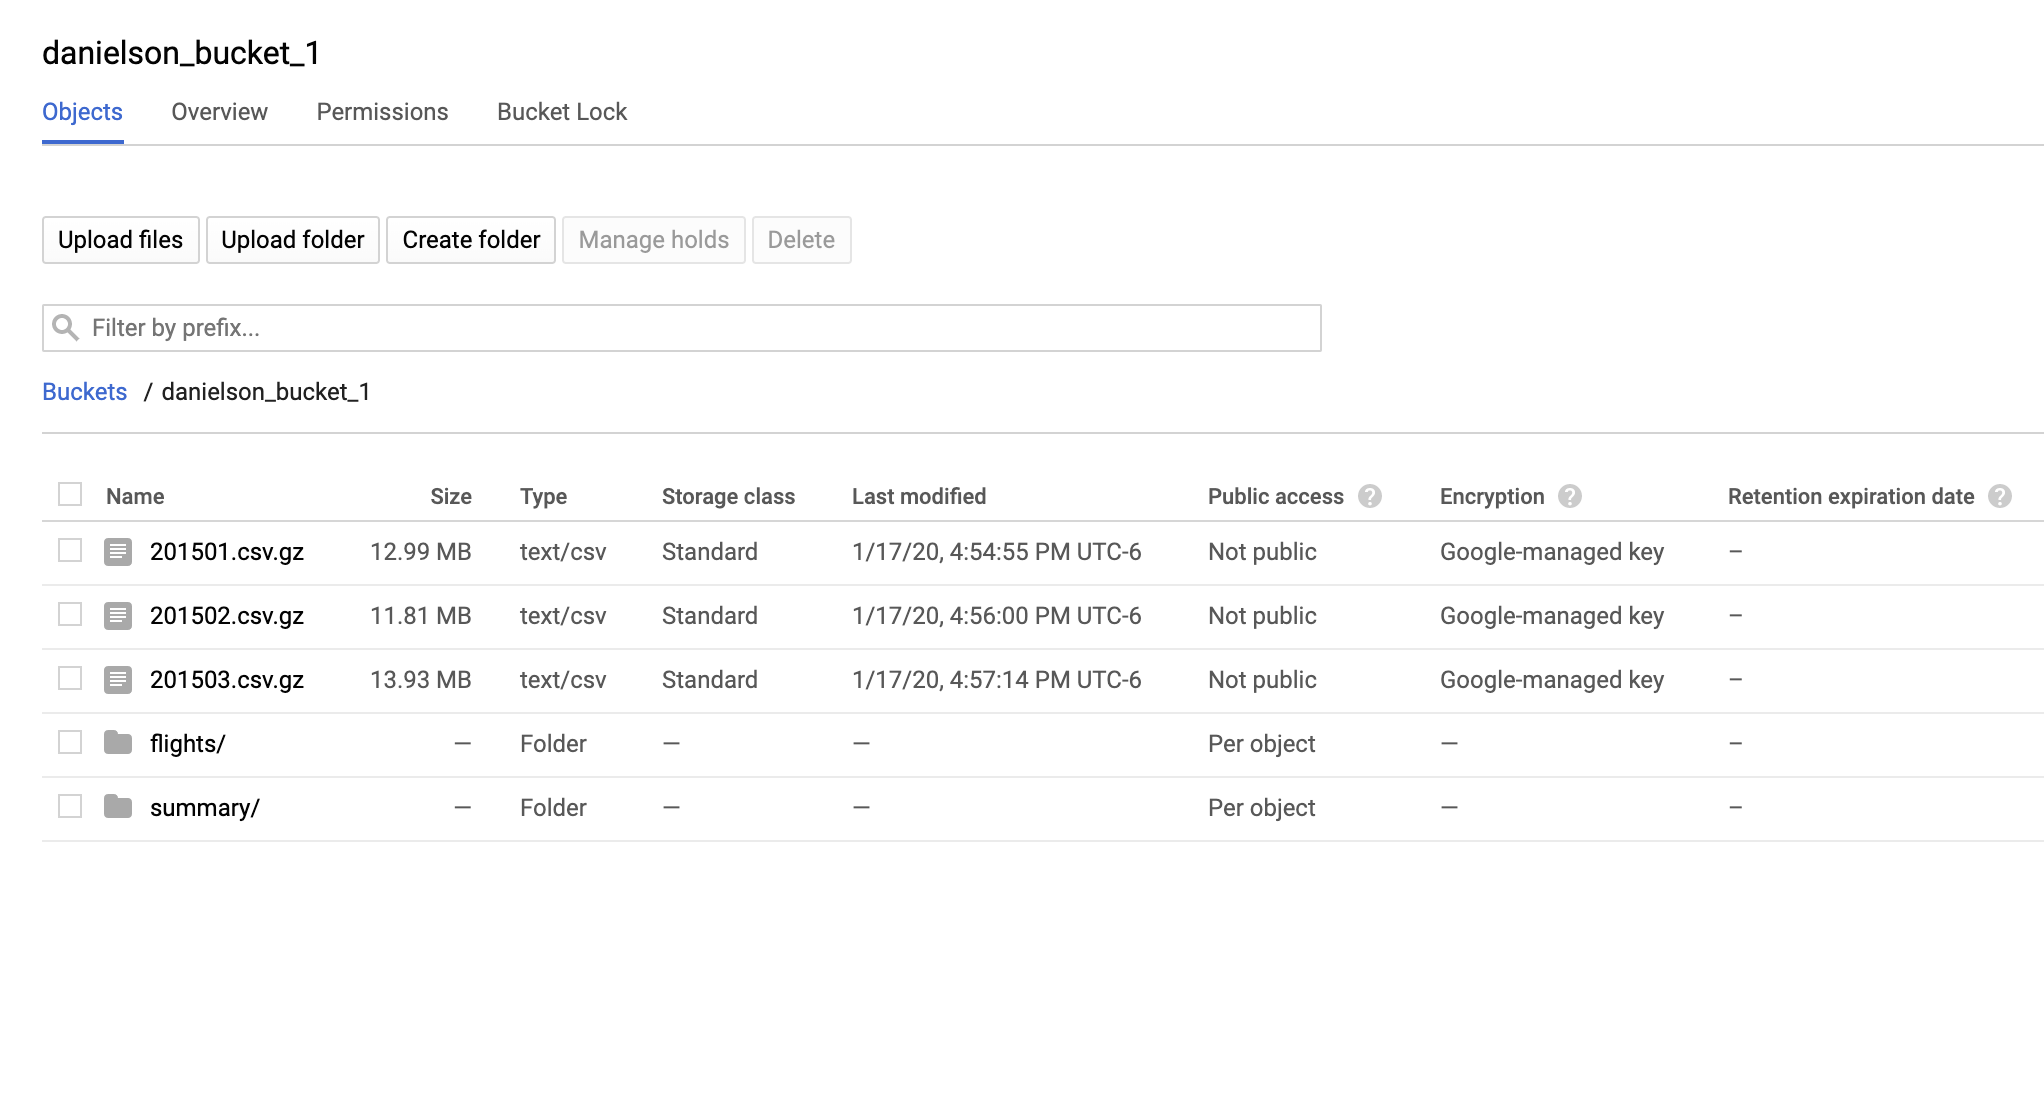 danielson_bucket_1
Objects Overview Permissions Bucket Lock
Upload files Upload folder Create folder Manage holds Delete
Filter by prefix...
Buckets / danielson_bucket_1
Name Size Type Storage class Last modified Public access ? Encryption ? Retention expiration date ?
201501.csv.gz 12.99 MB text/csv Standard 1/17/20, 4:54:55 PM UTC-6 Not public Google-managed key –
201502.csv.gz 11.81 MB text/csv Standard 1/17/20, 4:56:00 PM UTC-6 Not public Google-managed key –
201503.csv.gz 13.93 MB text/csv Standard 1/17/20, 4:57:14 PM UTC-6 Not public Google-managed key –
flights/ — Folder — — Per object — –
summary/ — Folder — — Per object — –